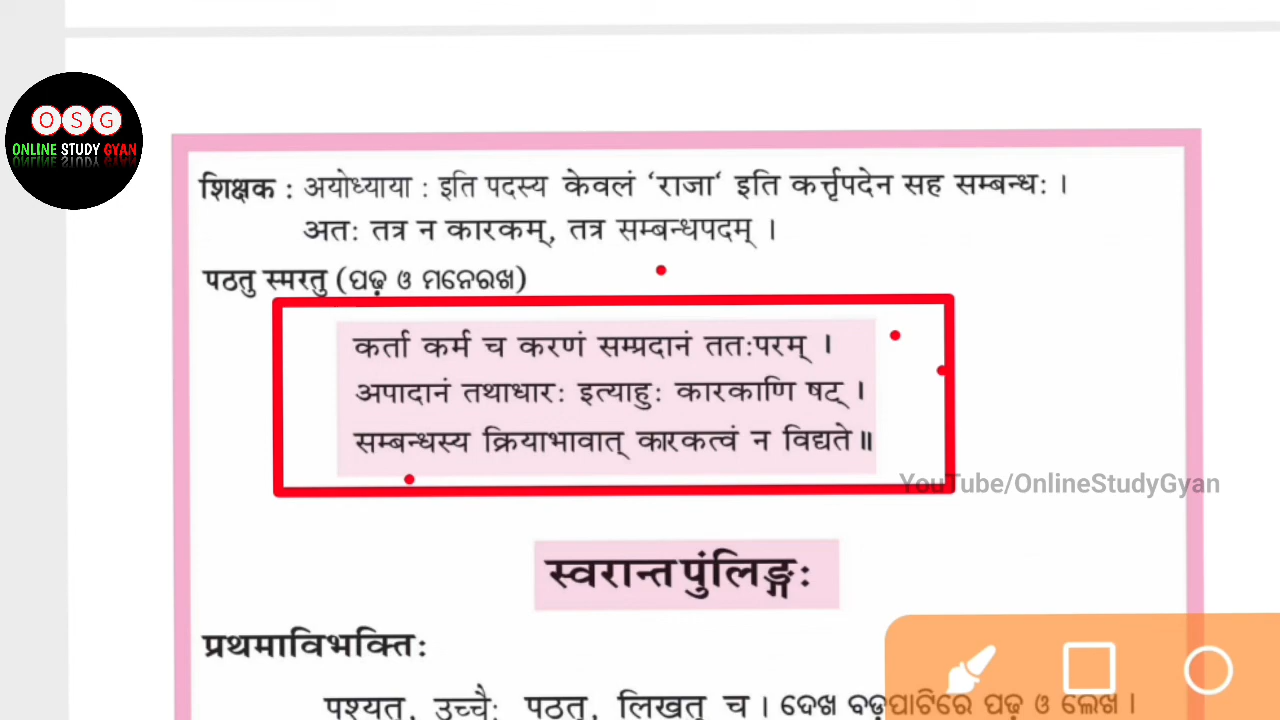 OSG
ONLINE STUDY GYAN
शिक्षक : अयोध्याया : इति पदस्य केवलं ‘राजा‘ इति कर्त्तृपदेन सह सम्बन्धः ।
अतः तत्र न कारकम्, तत्र सम्बन्धपदम् ।
पठतु स्मरतु (ପଢ଼ ଓ ମନେରଖ)
कर्ता कर्म च करणं सम्प्रदानं ततःपरम् ।
अपादानं तथाधारः इत्याहुः कारकाणि षट् ।
सम्बन्धस्य क्रियाभावात् कारकत्वं न विद्यते ॥
YouTube/OnlineStudyGyan
स्वरान्त पुंलिङ्गः
प्रथमाविभक्तिः
पश्यत, उच्चैः पठत, लिखत च । ଦେଖ ବଡ଼ପାଟିରେ ପଢ଼ ଓ ଲେଖ ।